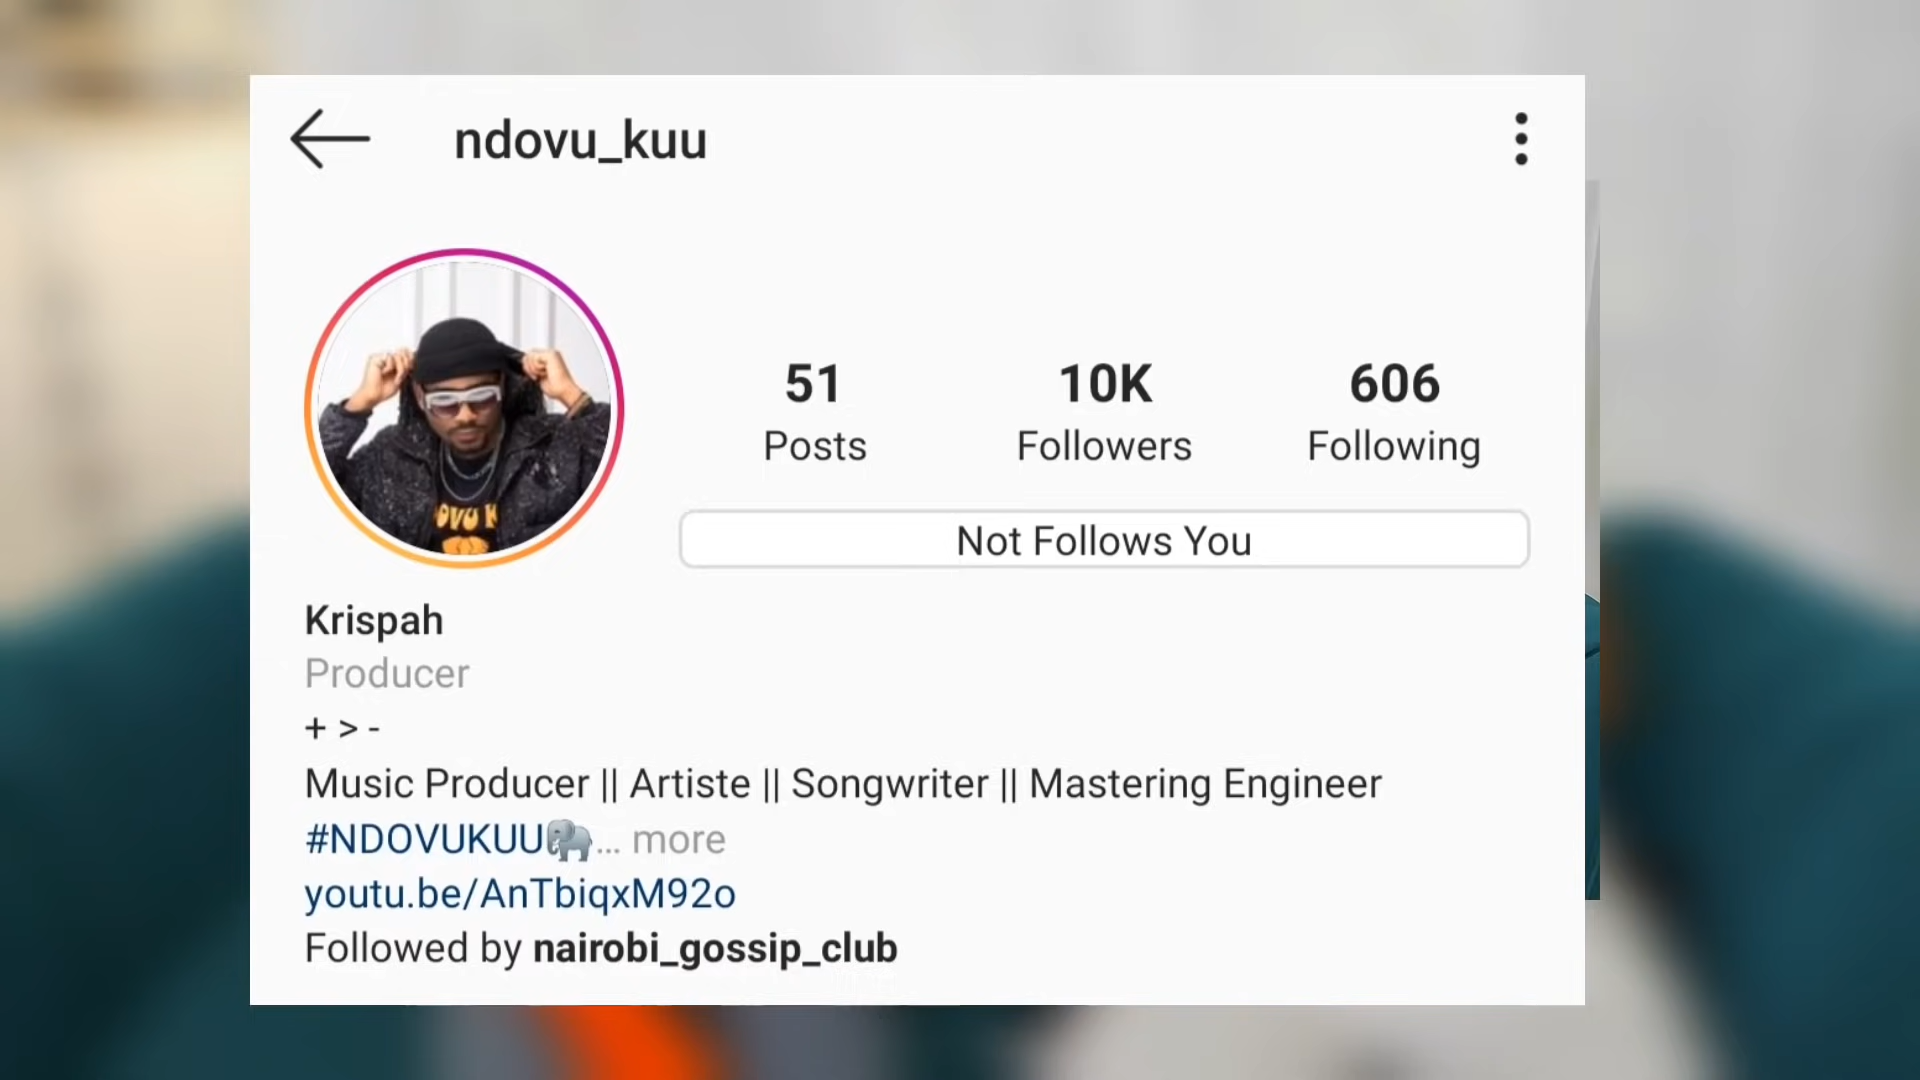 ndovu_kuu
51
Posts
10K
Followers
606
Following
Not Follows You
OVU K
Krispah
Producer
+ > -
Music Producer || Artiste || Songwriter || Mastering Engineer
#NDOVUKUU🐘... more
youtu.be/AnTbiqxM92o
Followed by nairobi_gossip_club